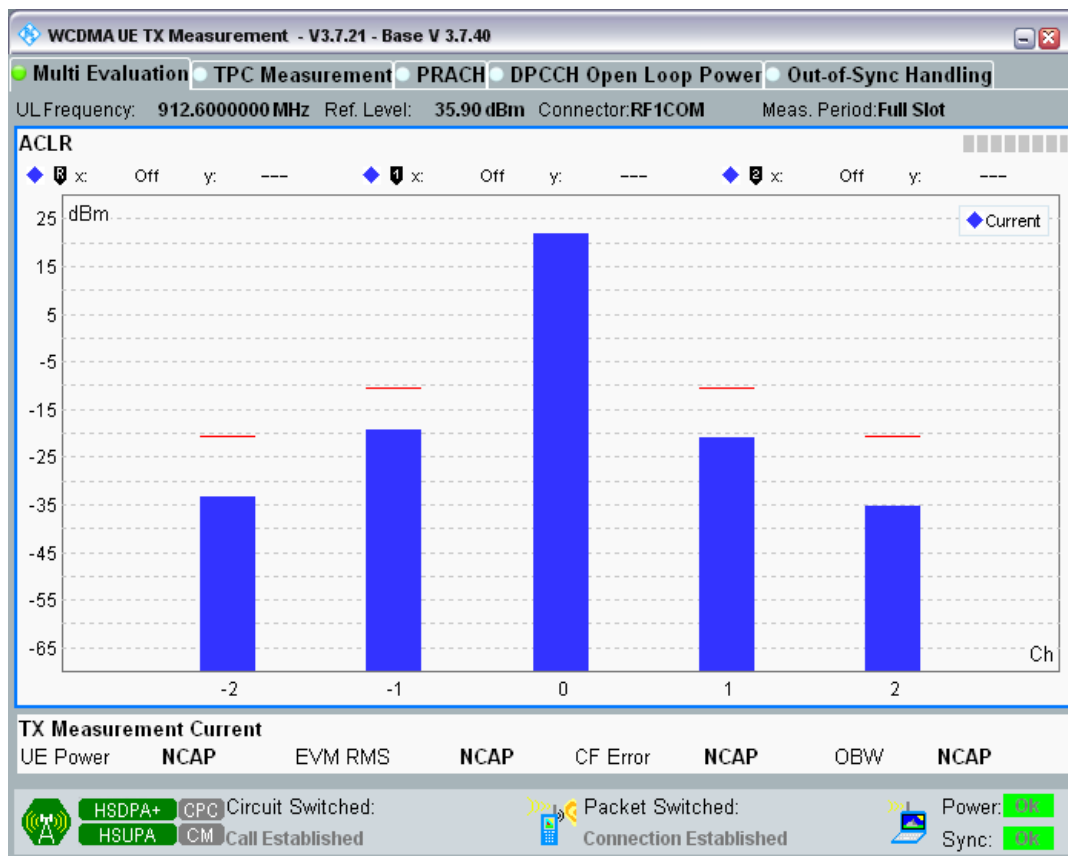 WCDMA UE TX Measurement - V3.7.21 - Base V 3.7.40
Multi Evaluation TPC Measurement PRACH DPCCH Open Loop Power Out-of-Sync Handling
UL Frequency: 912.6000000 MHz Ref. Level: 35.90 dBm Connector:RF1COM Meas. Period:Full Slot
ACLR
R x: Off y: --- 1 x: Off y: --- 2 x: Off y: ---
dBm
Current
25
15
5
-5
-15
-25
-35
-45
-55
-65
Ch
-2 -1 0 1 2
TX Measurement Current
UE Power NCAP EVM RMS NCAP CF Error NCAP OBW NCAP
HSDPA+ CPC Circuit Switched: Packet Switched: Power: OK
HSUPA CM Call Established Connection Established Sync: OK